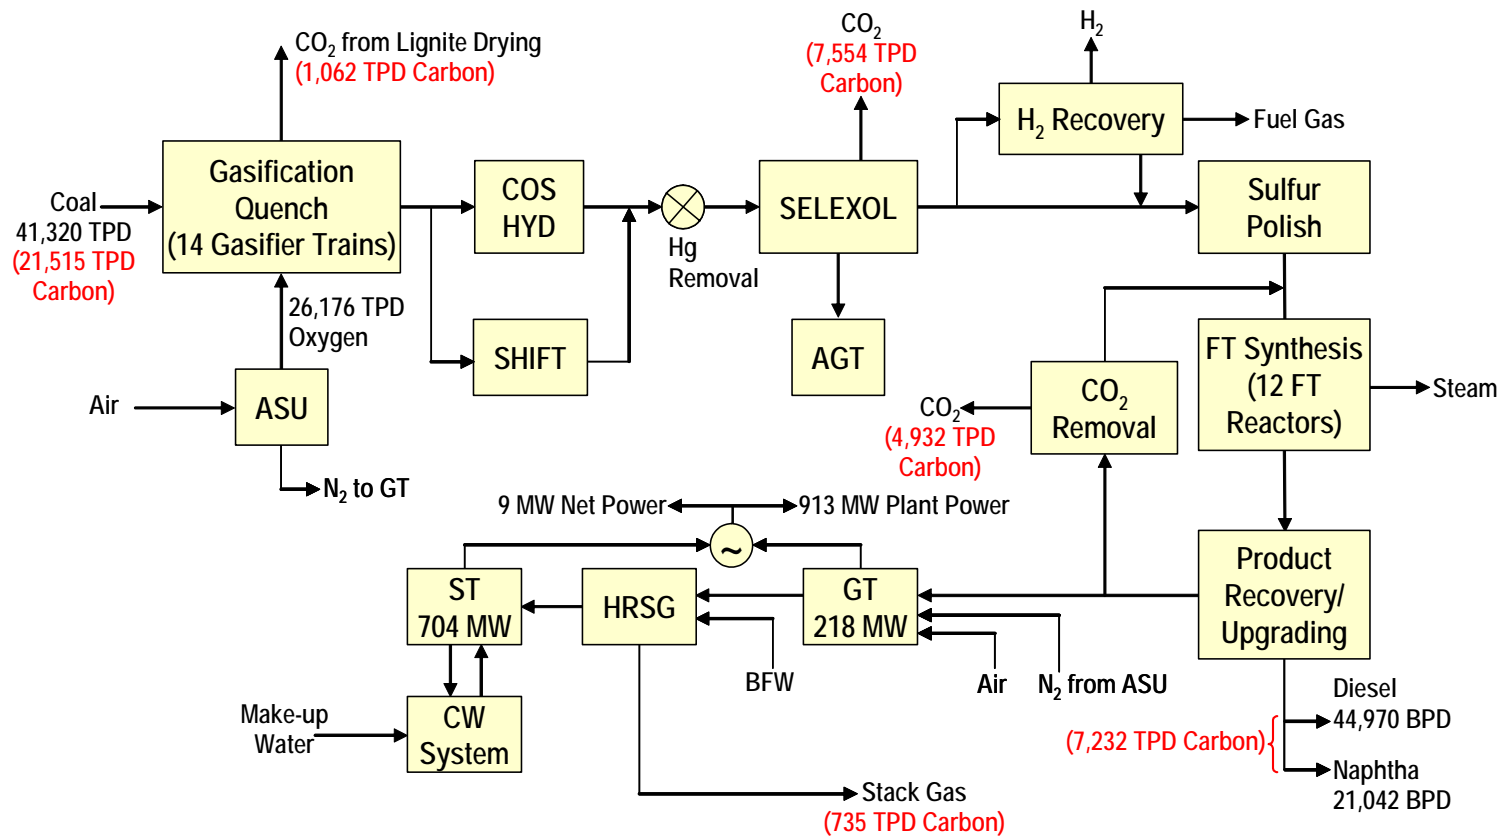 CO₂ from Lignite Drying
(1,062 TPD Carbon)
CO₂
(7,554 TPD
Carbon)
H₂
H₂ Recovery
Fuel Gas
Gasification
Quench
(14 Gasifier Trains)
Coal
41,320 TPD
(21,515 TPD
Carbon)
COS
HYD
Hg
Removal
SELEXOL
Sulfur
Polish
26,176 TPD
Oxygen
SHIFT
AGT
Air
ASU
N₂ to GT
CO₂
Removal
CO₂
(4,932 TPD
Carbon)
FT Synthesis
(12 FT
Reactors)
Steam
9 MW Net Power
913 MW Plant Power
~
ST
704 MW
HRSG
GT
218 MW
Product
Recovery/
Upgrading
BFW
Air
N₂ from ASU
Make-up
Water
CW
System
Stack Gas
(735 TPD Carbon)
Diesel
44,970 BPD
(7,232 TPD Carbon)
Naphtha
21,042 BPD